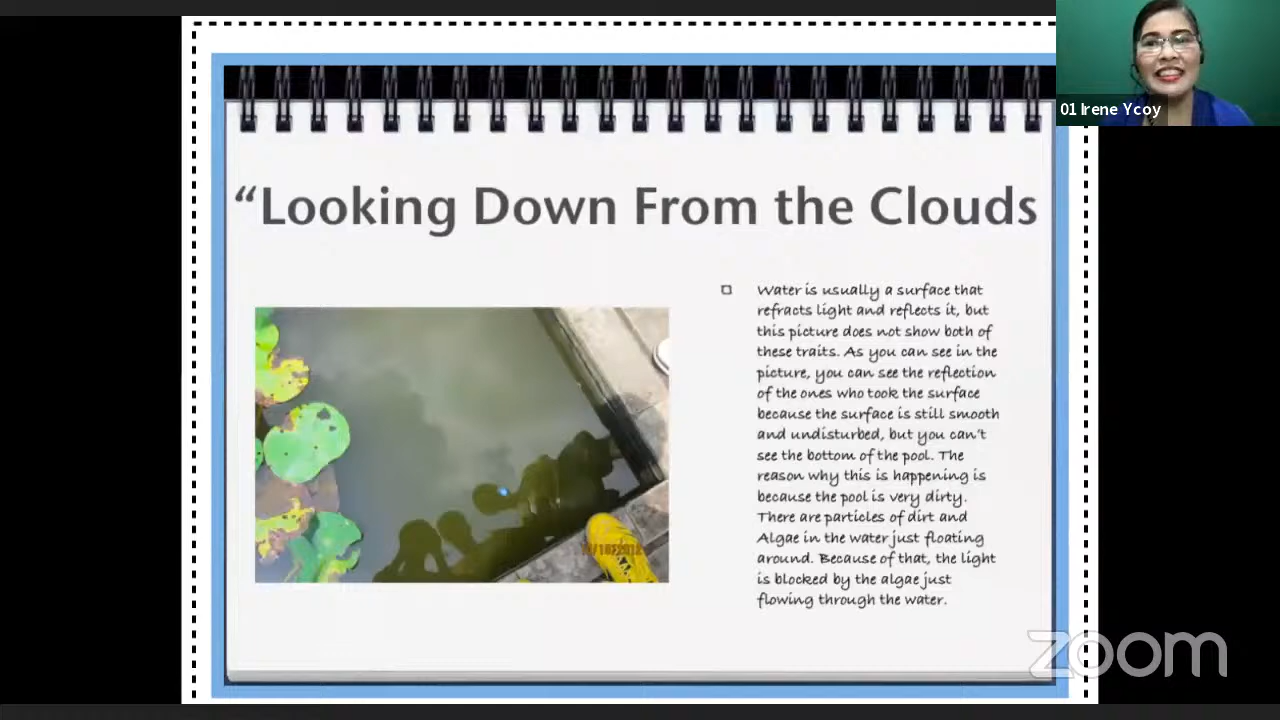 01 Irene Ycoy
“Looking Down From the Clouds
Water is usually a surface that
refracts light and reflects it, but
this picture does not show both of
these traits. As you can see in the
picture, you can see the reflection
of the ones who took the surface
because the surface is still smooth
and undisturbed, but you can't
see the bottom of the pool. The
reason why this is happening is
because the pool is very dirty.
There are particles of dirt and
Algae in the water just floating
around. Because of that, the light
is blocked by the algae just
flowing through the water.
zoom